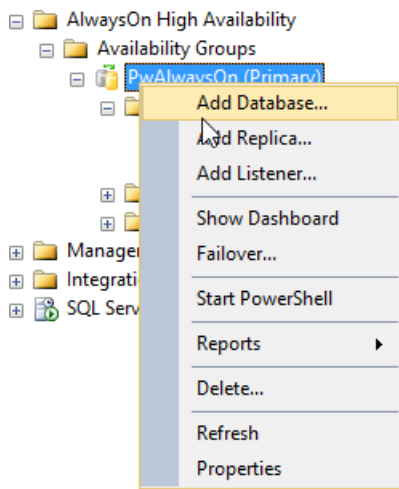 AlwaysOn High Availability
Availability Groups
PwAlwaysOn (Primary)
Add Database...
Add Replica...
Add Listener...
Show Dashboard
Manage
Failover...
Integrati
Start PowerShell
SQL Serv
Reports
Delete...
Refresh
Properties